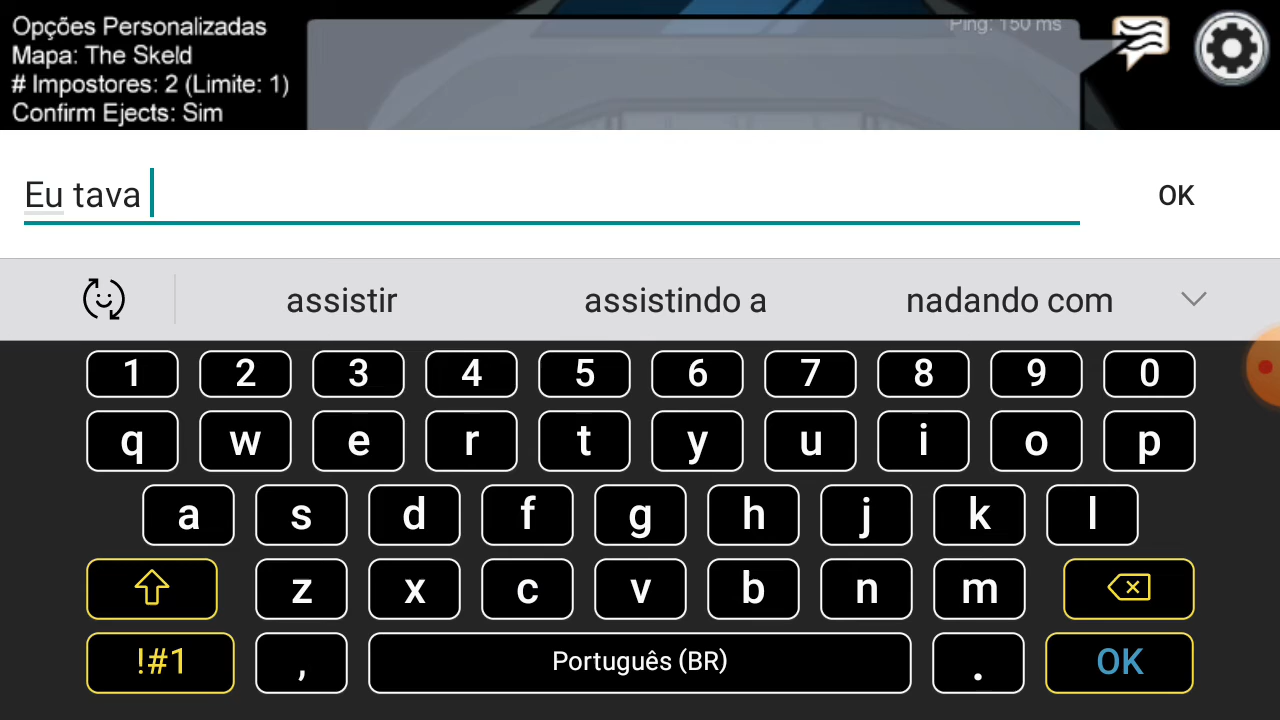 Opções Personalizadas
Mapa: The Skeld
# Impostores: 2 (Limite: 1)
Confirm Ejects: Sim
Ping: 150 ms
Eu tava
OK
assistir assistindo a nadando com
1 2 3 4 5 6 7 8 9 0
q w e r t y u i o p
a s d f g h j k l
z x c v b n m
!#1 , Português (BR) . OK